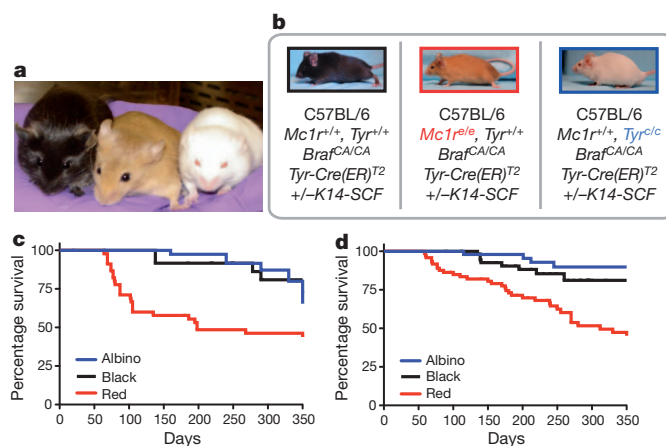 a
b
C57BL/6
Mc1r+/+, Tyr+/+
BrafCA/CA
Tyr-Cre(ER)T2
+/–K14-SCF
C57BL/6
Mc1re/e, Tyr+/+
BrafCA/CA
Tyr-Cre(ER)T2
+/–K14-SCF
C57BL/6
Mc1r+/+, Tyrc/c
BrafCA/CA
Tyr-Cre(ER)T2
+/–K14-SCF
c
Percentage survival
100
75
50
25
0
Albino
Black
Red
0 50 100 150 200 250 300 350
Days
d
Percentage survival
100
75
50
25
0
Albino
Black
Red
0 50 100 150 200 250 300 350
Days